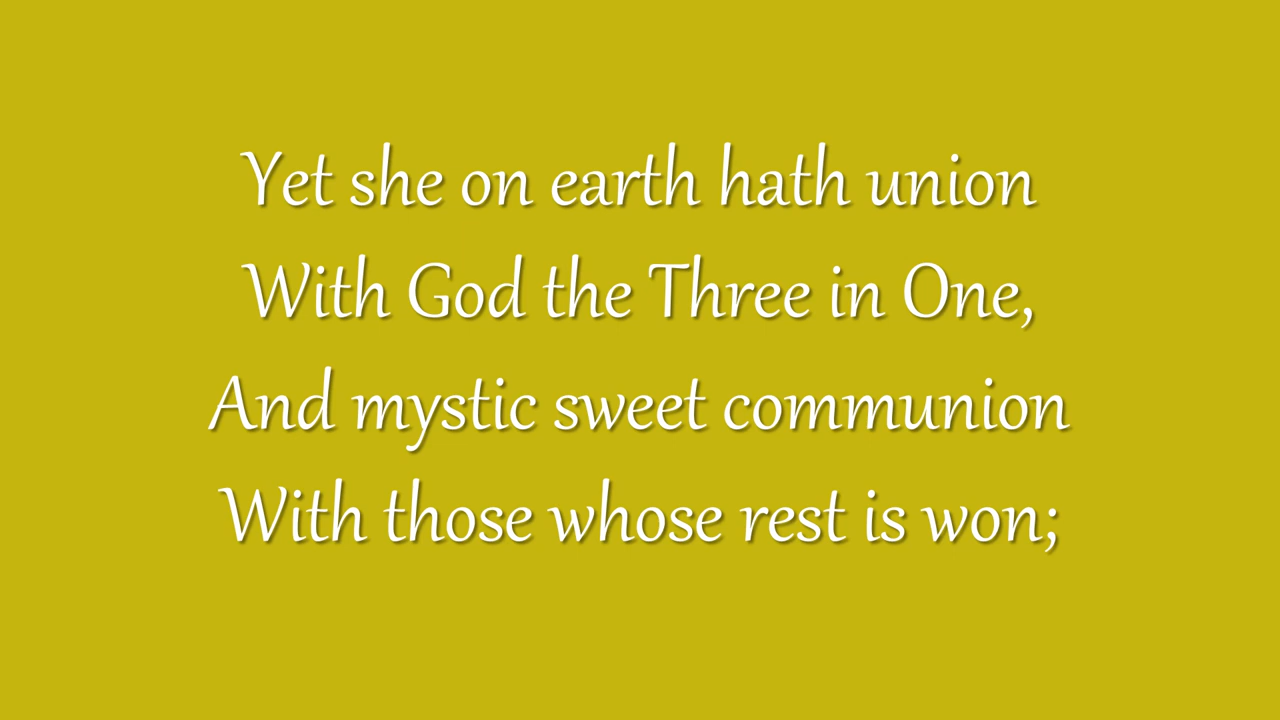 Yet she on earth hath union
With God the Three in One,
And mystic sweet communion
With those whose rest is won;